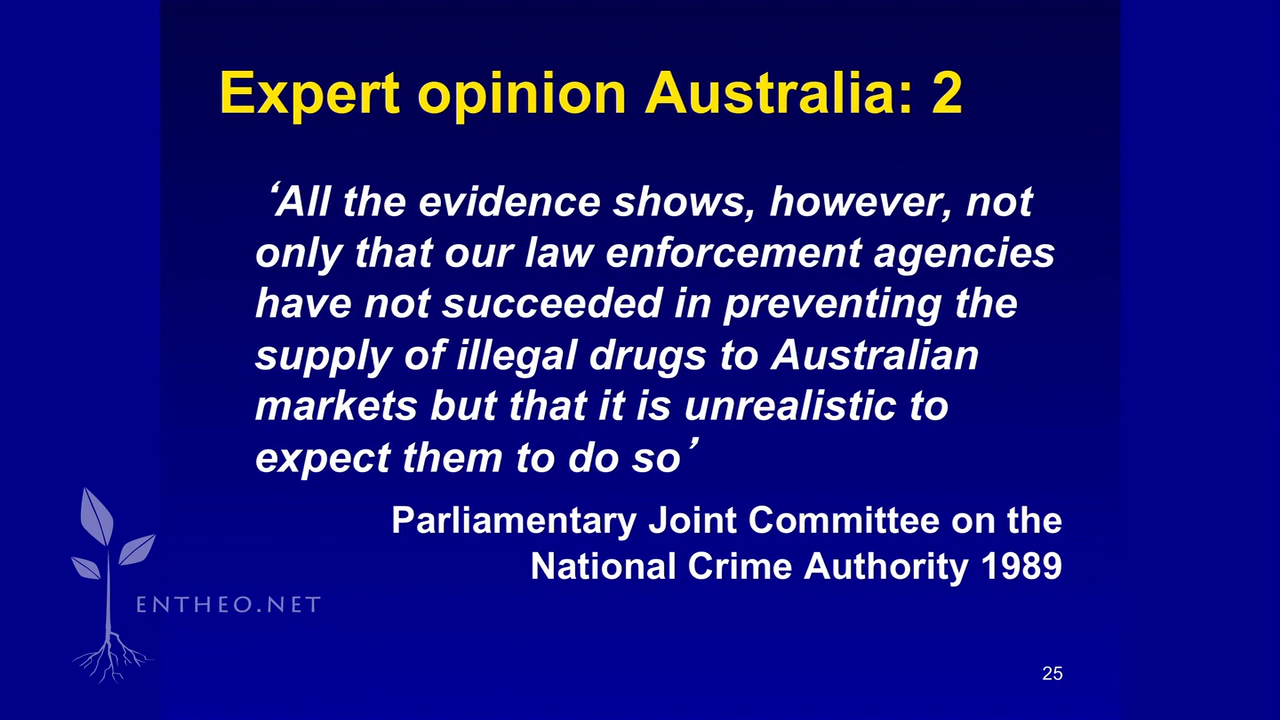 Expert opinion Australia: 2
‘All the evidence shows, however, not
only that our law enforcement agencies
have not succeeded in preventing the
supply of illegal drugs to Australian
markets but that it is unrealistic to
expect them to do so’
Parliamentary Joint Committee on the
National Crime Authority 1989
ENTHEO.NET
25